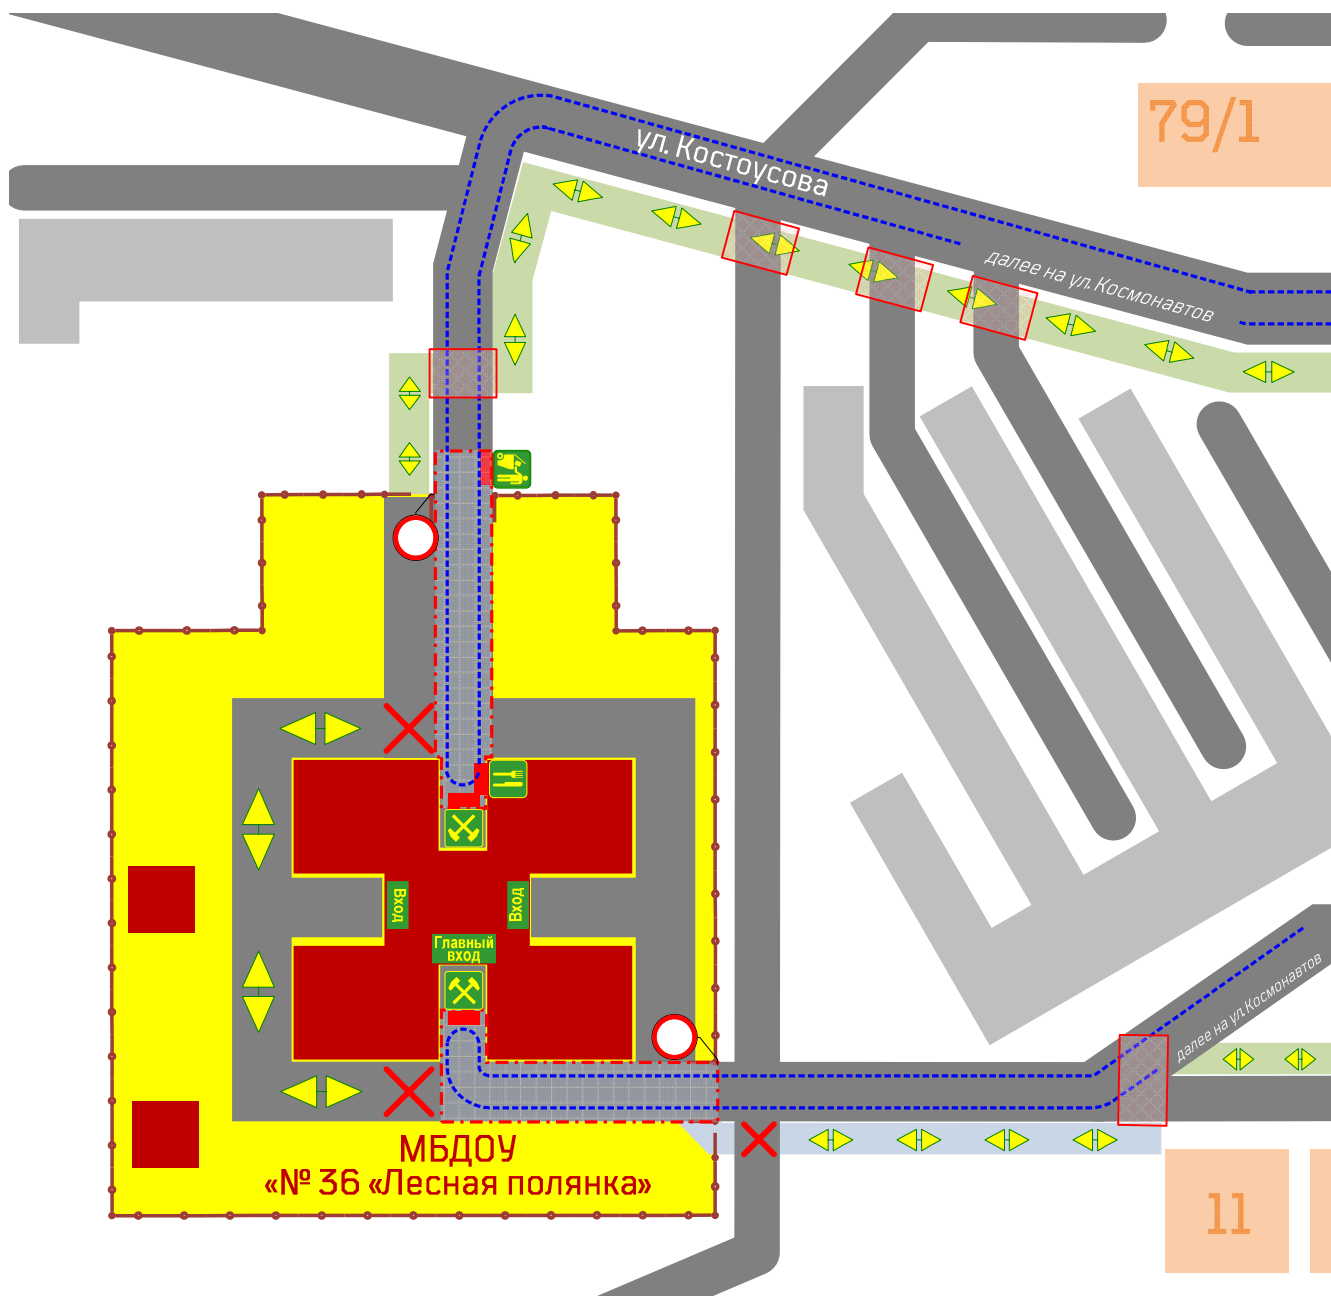 79/1
ул. Костоусова
далее на ул. Космонавтов
Вход
Вход
Главный
вход
далее на ул. Космонавтов
МБДОУ
«№ 36 «Лесная полянка»
11